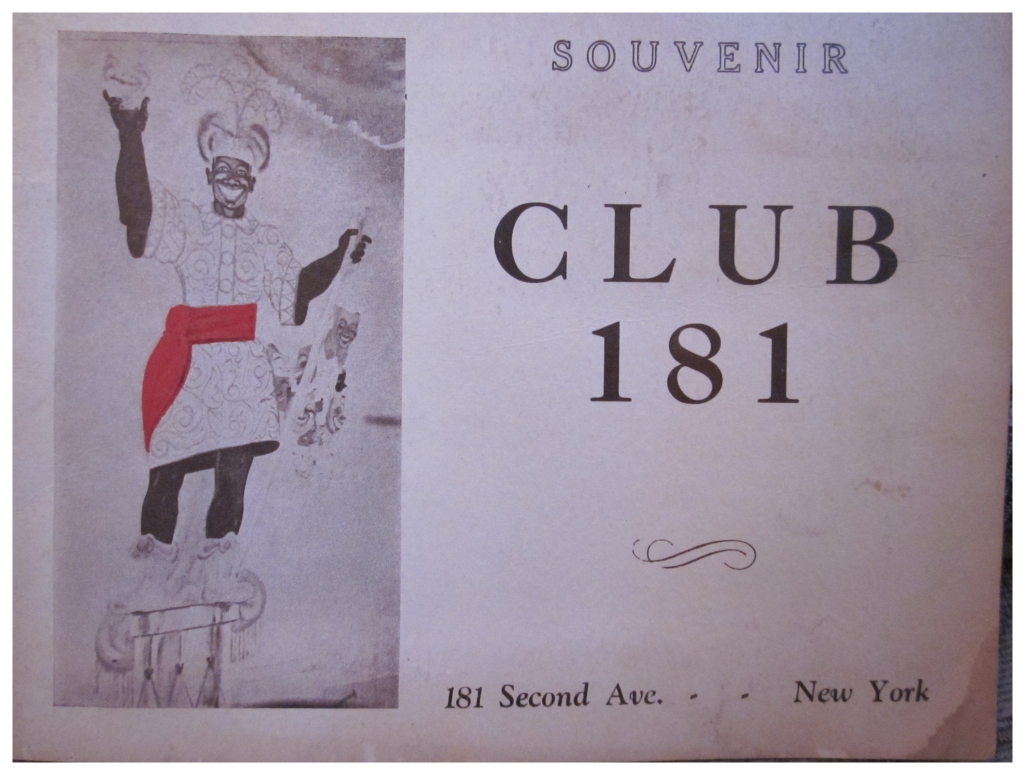 SOUVENIR
CLUB
181
181 Second Ave. - - New York